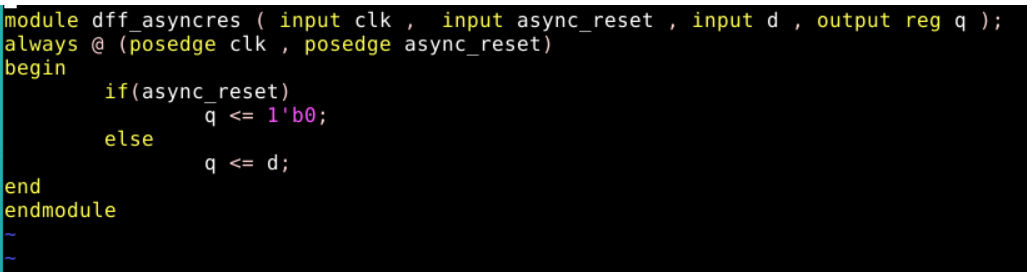 module dff_asyncres ( input clk ,  input async_reset , input d , output reg q );
always @ (posedge clk , posedge async_reset)
begin
        if(async_reset)
                q <= 1'b0;
        else
                q <= d;
end
endmodule
~
~